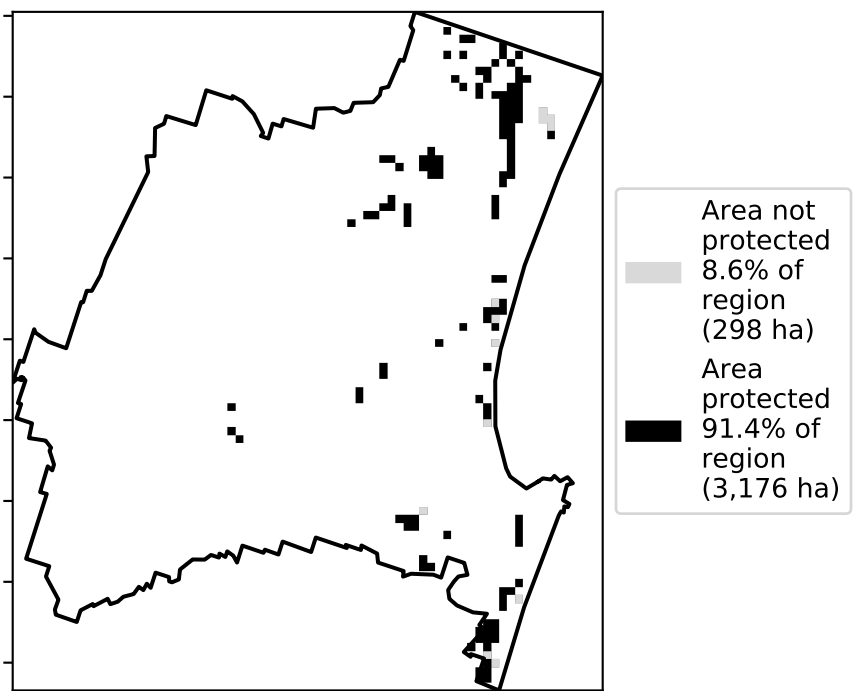 Area not
protected
8.6% of
region
(298 ha)
Area
protected
91.4% of
region
(3,176 ha)